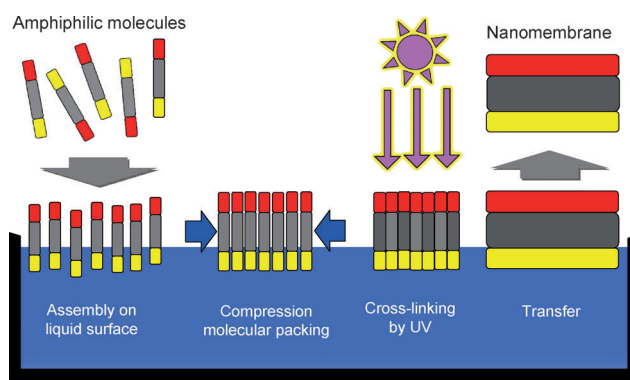 Amphiphilic molecules
Nanomembrane
Assembly on
liquid surface
Compression
molecular packing
Cross-linking
by UV
Transfer